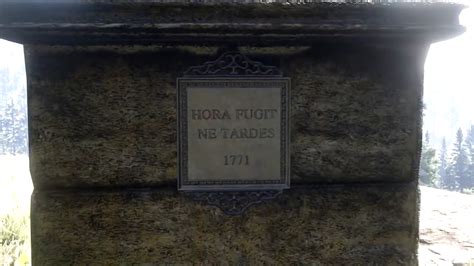 HORA FUGIT
NE TARDES
1771